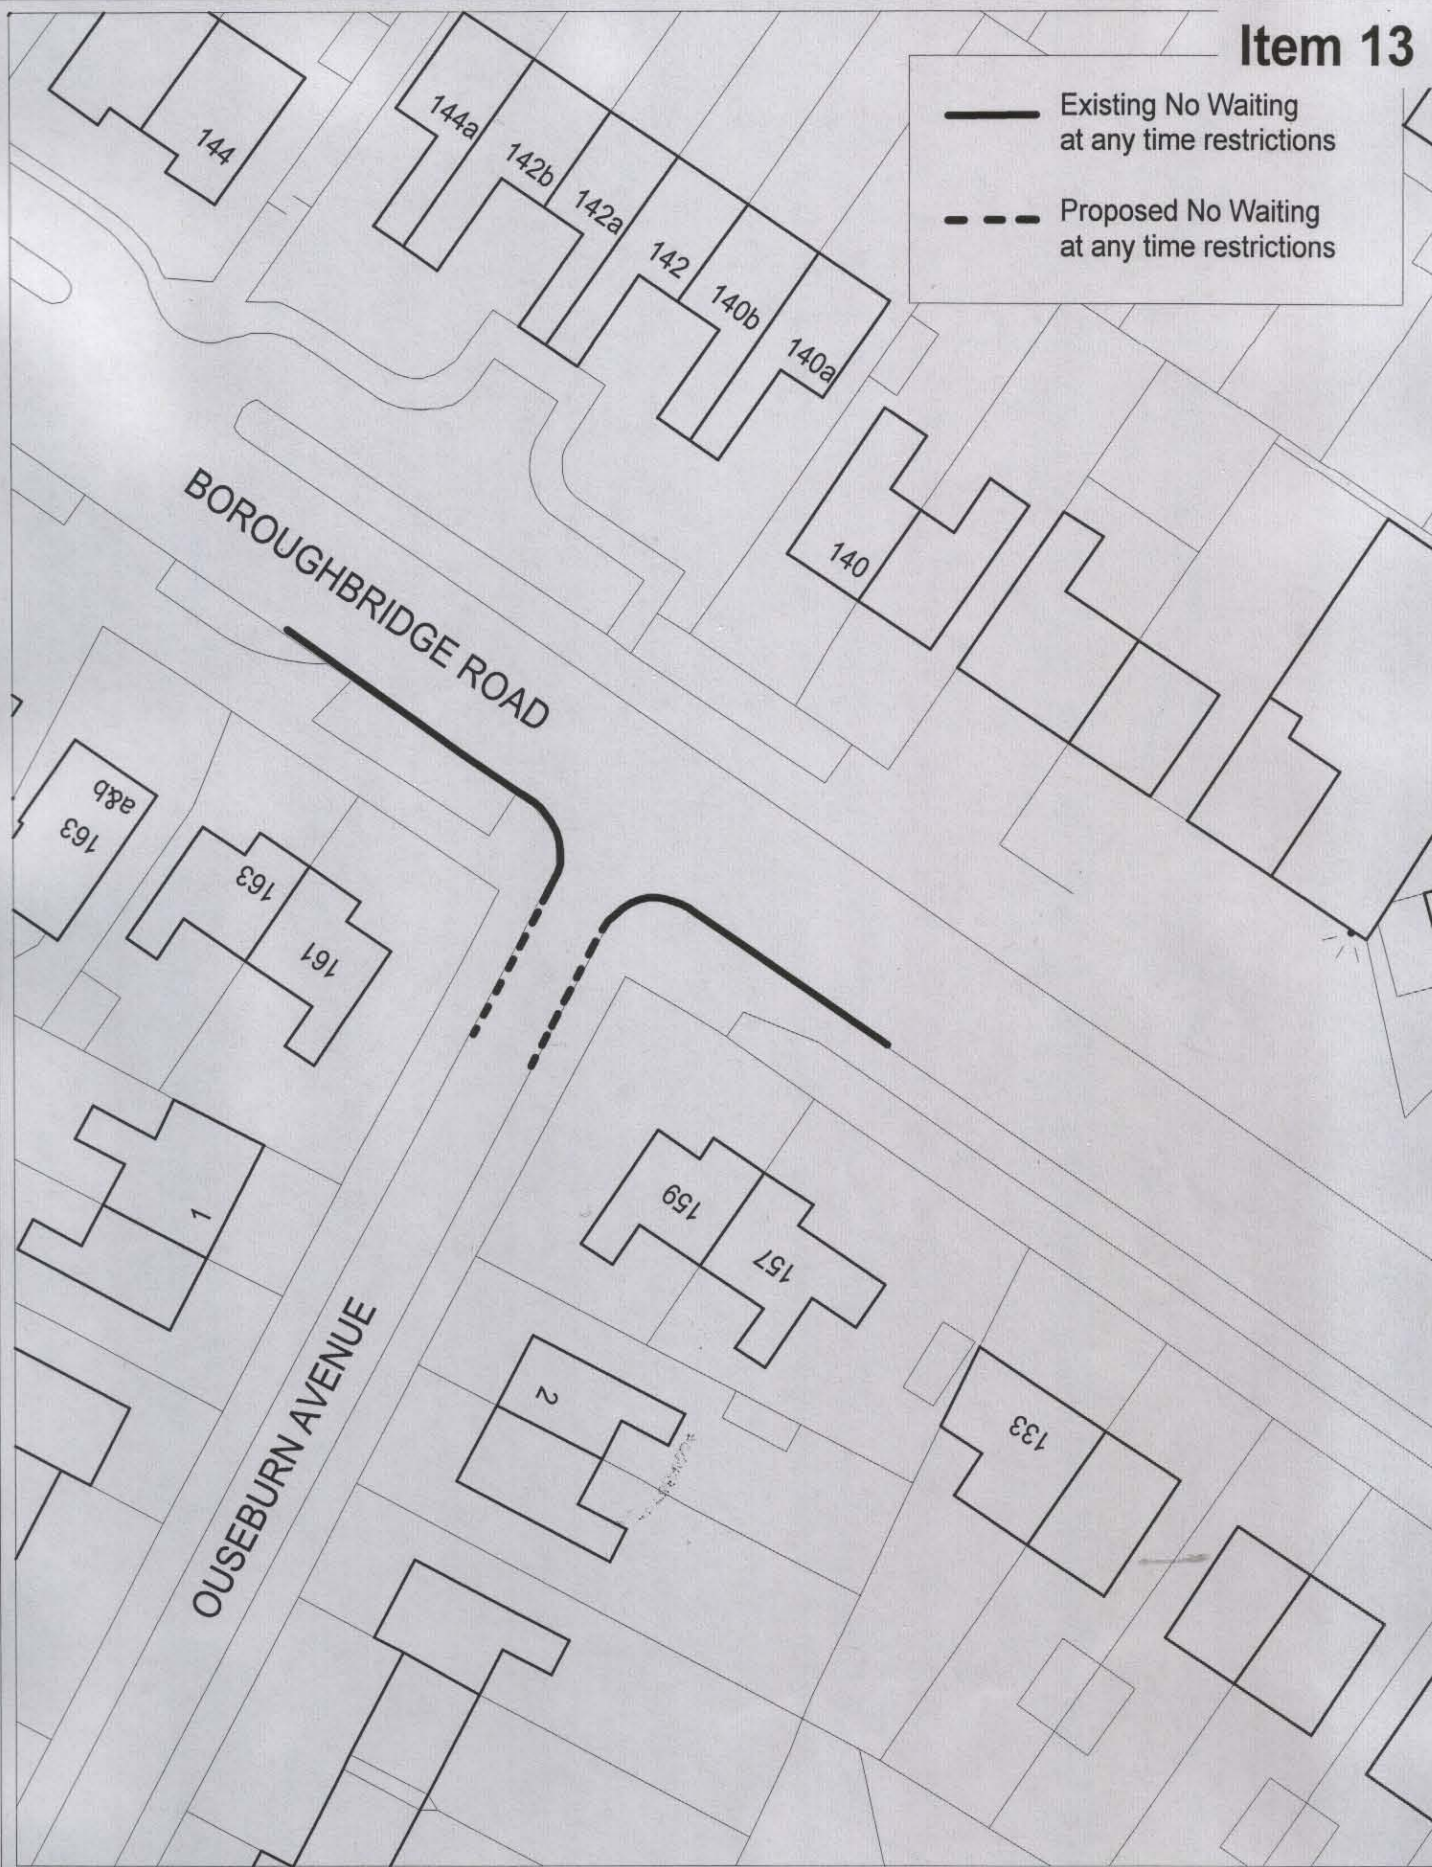 Item 13
Existing No Waiting
at any time restrictions
Proposed No Waiting
at any time restrictions
144
144a
142b
142a
142
140b
140a
140
BOROUGHBRIDGE ROAD
163
a&b
163
161
1
159
157
2
133
OUSEBURN AVENUE